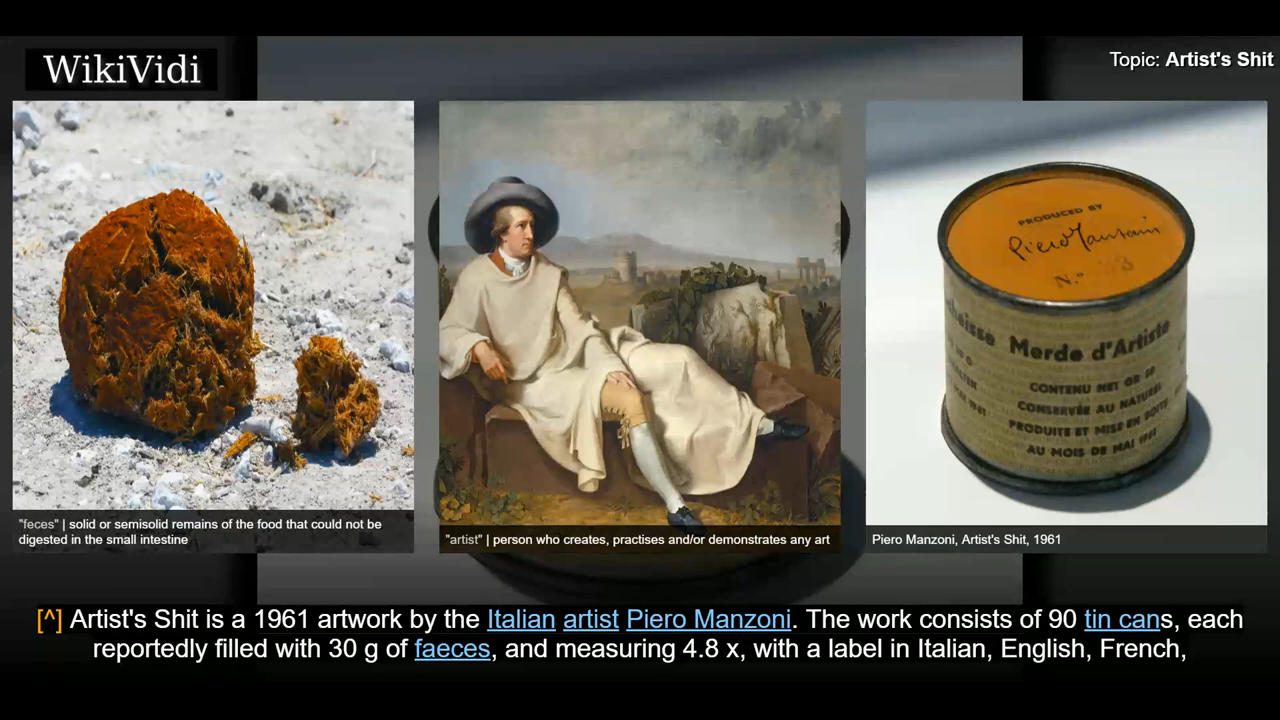 WikiVidi
Topic: Artist's Shit
PRODUCED BY
Piero Manzoni
N.º
Merde d'Artiste
CONTENU NET GR 30
CONSERVÉE AU NATUREL
PRODUITE ET MISE EN BOITE
AU MOIS DE MAI 1961
"feces" | solid or semisolid remains of the food that could not be
digested in the small intestine
"artist" | person who creates, practises and/or demonstrates any art
Piero Manzoni, Artist's Shit, 1961
[^] Artist's Shit is a 1961 artwork by the Italian artist Piero Manzoni. The work consists of 90 tin cans, each
reportedly filled with 30 g of faeces, and measuring 4.8 x, with a label in Italian, English, French,